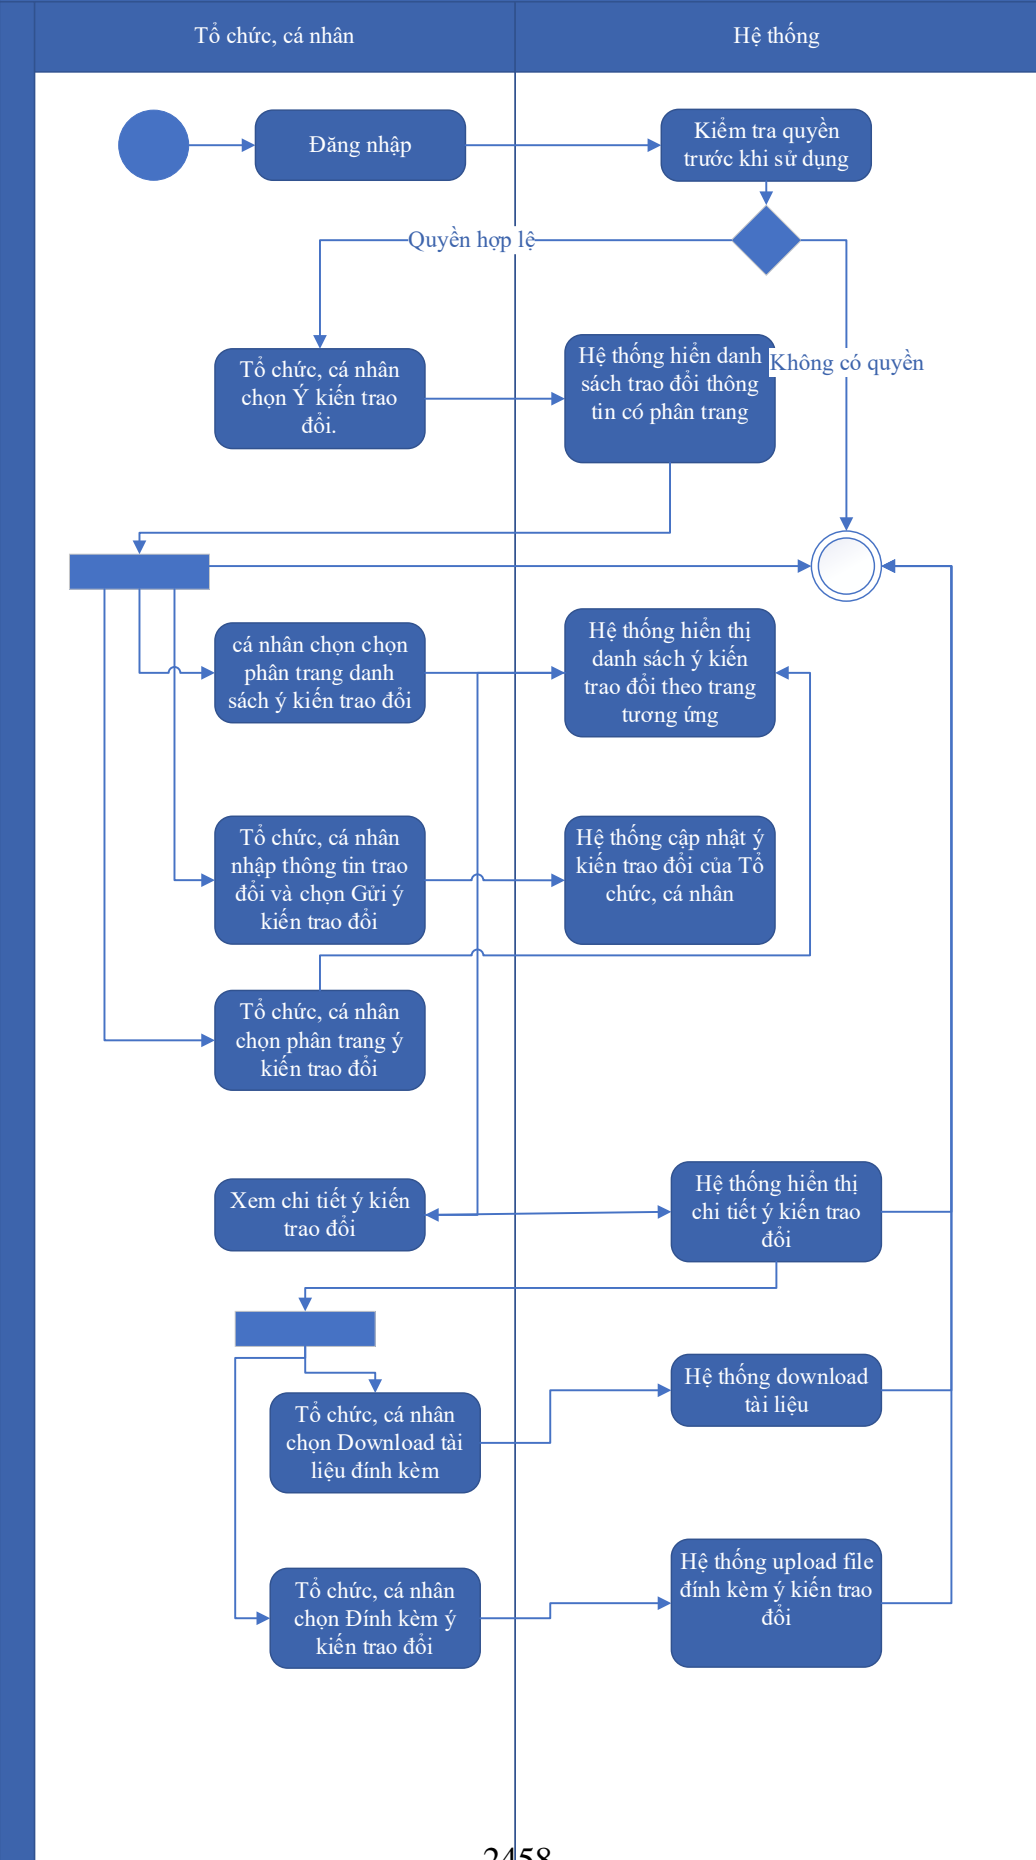 Tổ chức, cá nhân
Hệ thống
Đăng nhập
Kiểm tra quyền
trước khi sử dụng
Quyền hợp lệ
Tổ chức, cá nhân
chọn Ý kiến trao
đổi.
Hệ thống hiển danh
sách trao đổi thông
tin có phân trang
Không có quyền
cá nhân chọn chọn
phân trang danh
sách ý kiến trao đổi
Hệ thống hiển thị
danh sách ý kiến
trao đổi theo trang
tương ứng
Tổ chức, cá nhân
nhập thông tin trao
đổi và chọn Gửi ý
kiến trao đổi
Hệ thống cập nhật ý
kiến trao đổi của Tổ
chức, cá nhân
Tổ chức, cá nhân
chọn phân trang ý
kiến trao đổi
Xem chi tiết ý kiến
trao đổi
Hệ thống hiển thị
chi tiết ý kiến trao
đổi
Tổ chức, cá nhân
chọn Download tài
liệu đính kèm
Hệ thống download
tài liệu
Tổ chức, cá nhân
chọn Đính kèm ý
kiến trao đổi
Hệ thống upload file
đính kèm ý kiến trao
đổi
2458